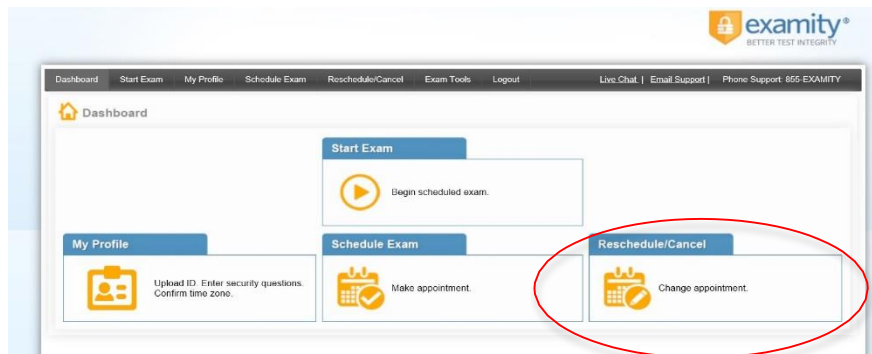 examity®
BETTER TEST INTEGRITY
Dashboard Start Exam My Profile Schedule Exam Reschedule/Cancel Exam Tools Logout Live Chat | Email Support | Phone Support 855-EXAMITY
Dashboard
Start Exam
Begin scheduled exam.
My Profile
Upload ID. Enter security questions.
Confirm time zone.
Schedule Exam
Make appointment.
Reschedule/Cancel
Change appointment.